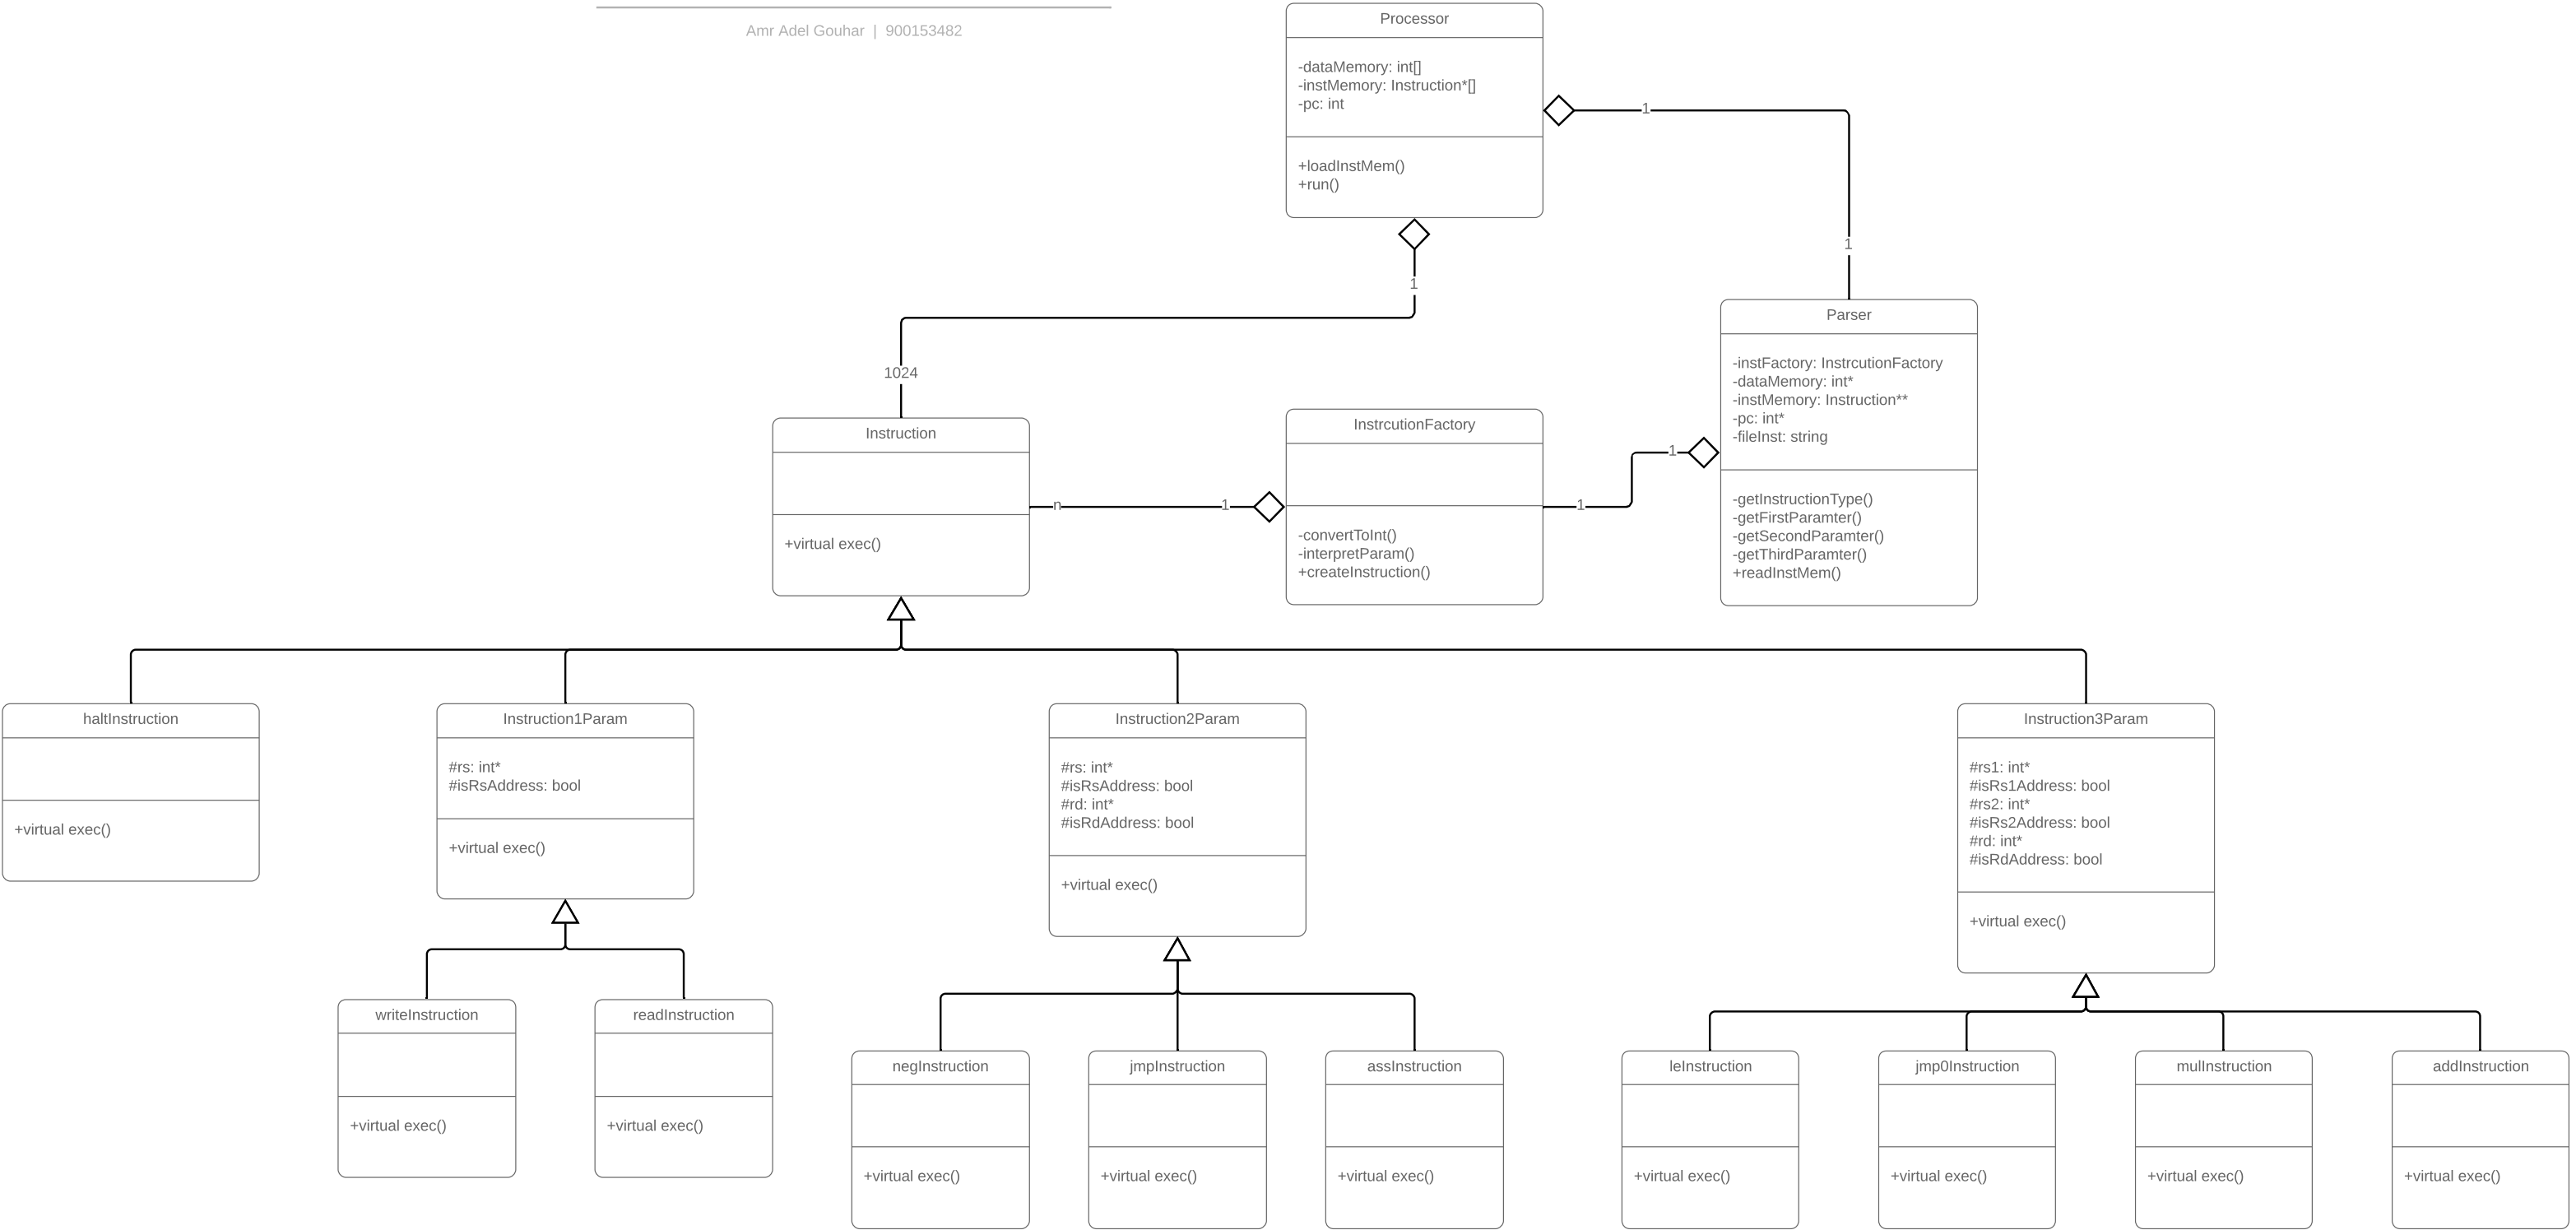 Amr Adel Gouhar | 900153482
Processor
-dataMemory: int[]
-instMemory: Instruction*[]
-pc: int
+loadInstMem()
+run()
1
1
1
1024
Parser
-instFactory: InstrcutionFactory
-dataMemory: int*
-instMemory: Instruction**
-pc: int*
-fileInst: string
-getInstructionType()
-getFirstParamter()
-getSecondParamter()
-getThirdParamter()
+readInstMem()
1
1
InstrcutionFactory
-convertToInt()
-interpretParam()
+createInstruction()
n
1
Instruction
+virtual exec()
haltInstruction
+virtual exec()
Instruction1Param
#rs: int*
#isRsAddress: bool
+virtual exec()
Instruction2Param
#rs: int*
#isRsAddress: bool
#rd: int*
#isRdAddress: bool
+virtual exec()
Instruction3Param
#rs1: int*
#isRs1Address: bool
#rs2: int*
#isRs2Address: bool
#rd: int*
#isRdAddress: bool
+virtual exec()
writeInstruction
+virtual exec()
readInstruction
+virtual exec()
negInstruction
+virtual exec()
jmpInstruction
+virtual exec()
assInstruction
+virtual exec()
leInstruction
+virtual exec()
jmp0Instruction
+virtual exec()
mulInstruction
+virtual exec()
addInstruction
+virtual exec()